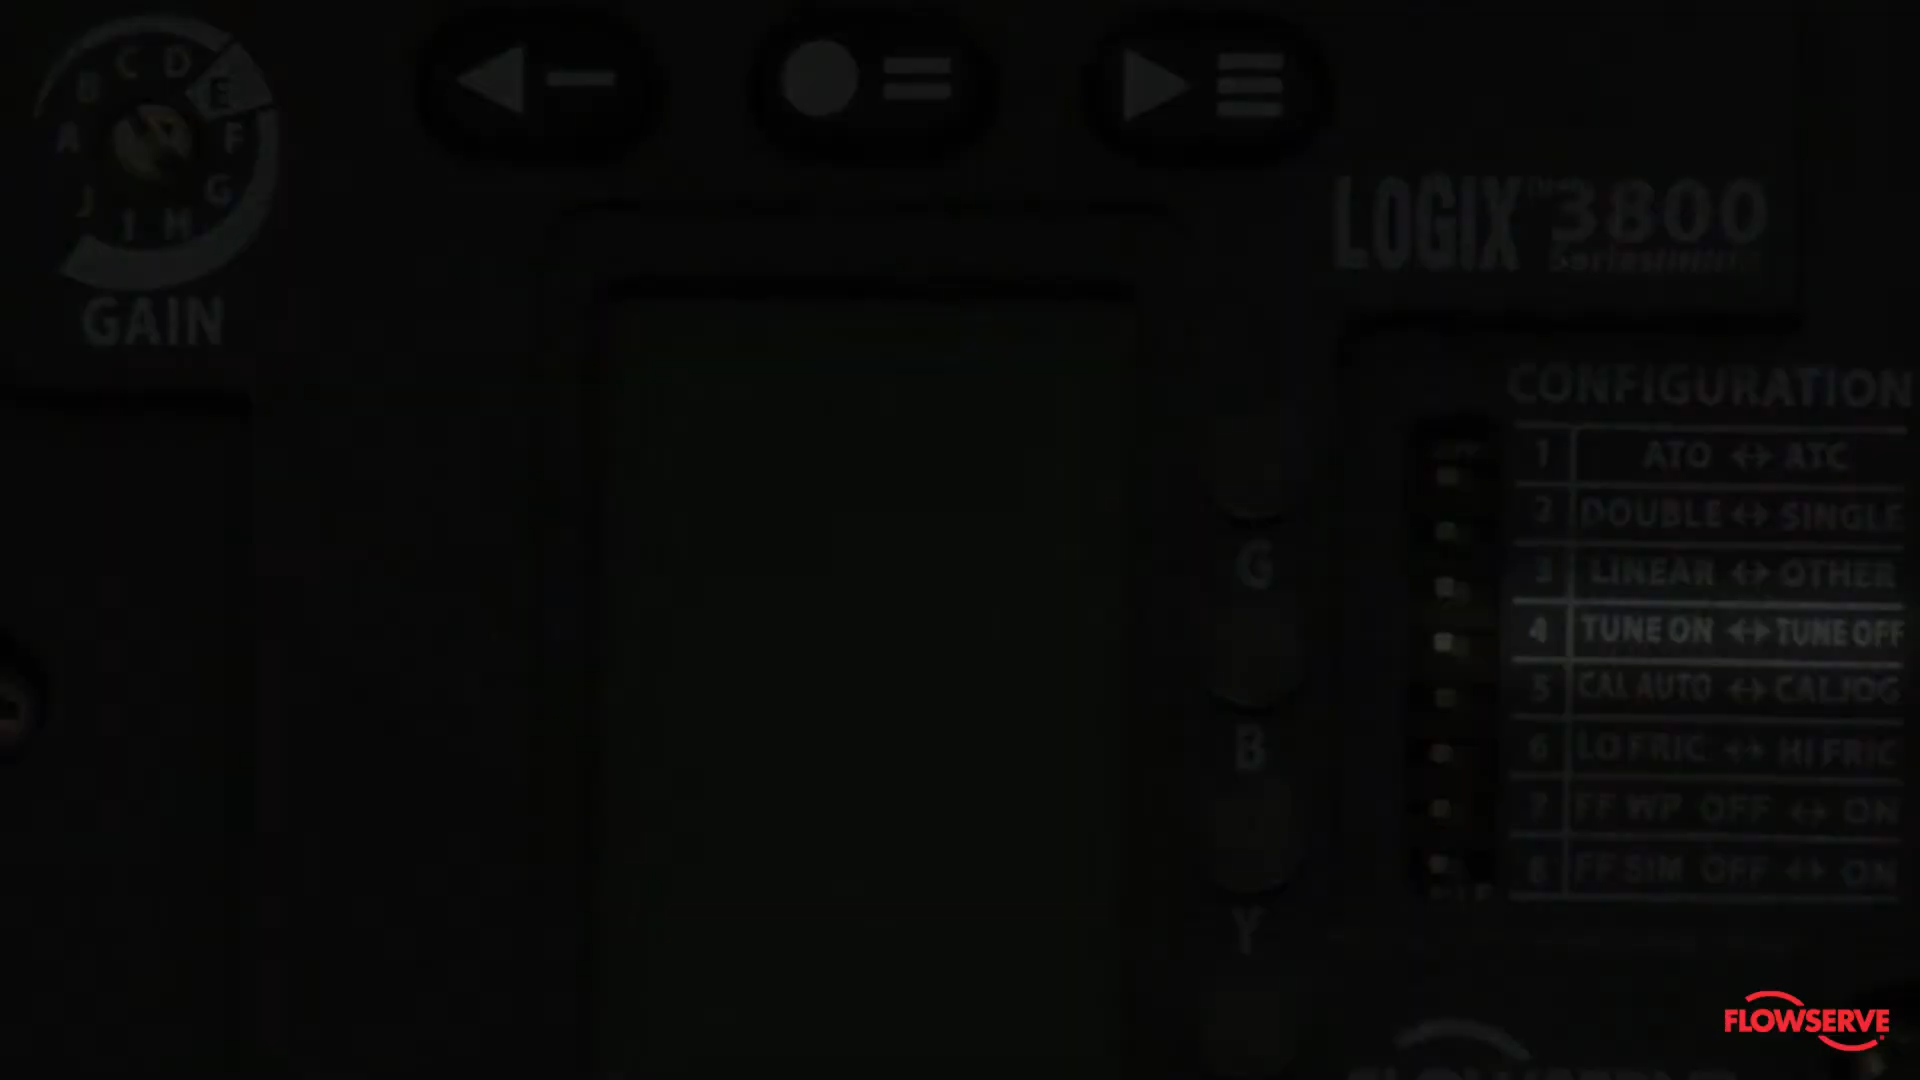 C D
B E
A F
J G
I H
GAIN
LOGIX™ 3800
Series
CONFIGURATION
1 ATO ↔ ATC
2 DOUBLE ↔ SINGLE
3 LINEAR ↔ OTHER
4 TUNE ON ↔ TUNE OFF
5 CAL AUTO ↔ CAL JOG
6 LO FRIC ↔ HI FRIC
7 FF WP OFF ↔ ON
8 FF SIM OFF ↔ ON
G
B
Y
FLOWSERVE